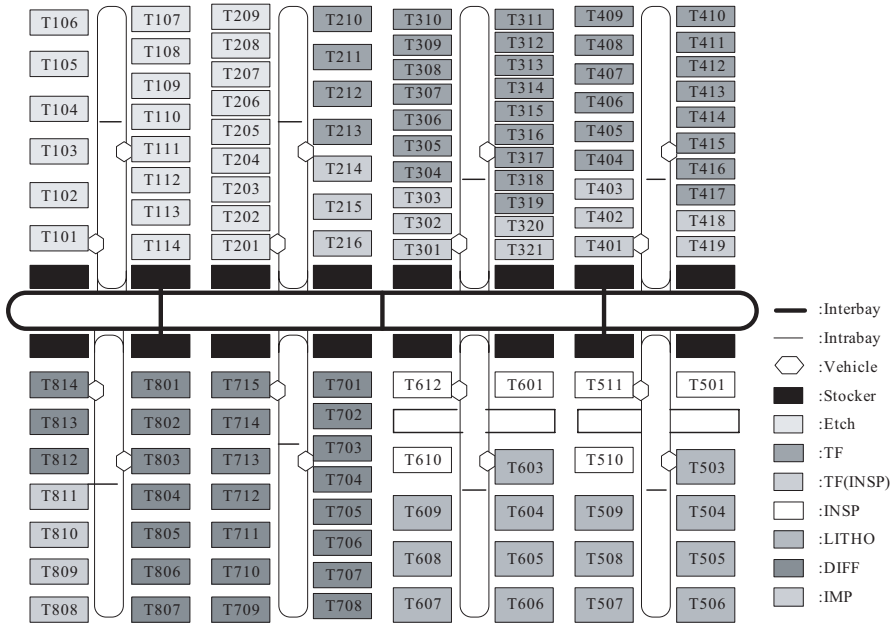 T106 T107 T209 T210 T310 T311 T409 T410
T105 T108 T208 T211 T309 T312 T408 T411
T104 T109 T207 T212 T308 T313 T407 T412
T103 T110 T206 T213 T307 T314 T406 T413
T102 T111 T205 T214 T306 T315 T405 T414
T101 T112 T204 T215 T305 T316 T404 T415
T113 T203 T216 T304 T317 T403 T416
T114 T202 T303 T318 T402 T417
T201 T302 T319 T401 T418
T301 T320 T419
T321
T814 T801 T715 T701 T612 T601 T511 T501
T813 T802 T714 T702
T812 T803 T713 T703 T610 T603 T510 T503
T811 T804 T712 T704 T609 T604 T509 T504
T810 T805 T711 T705 T608 T605 T508 T505
T809 T806 T710 T706 T607 T606 T507 T506
T808 T807 T709 T707
T708
:Interbay
:Intrabay
:Vehicle
:Stocker
:Etch
:TF
:TF(INSP)
:INSP
:LITHO
:DIFF
:IMP